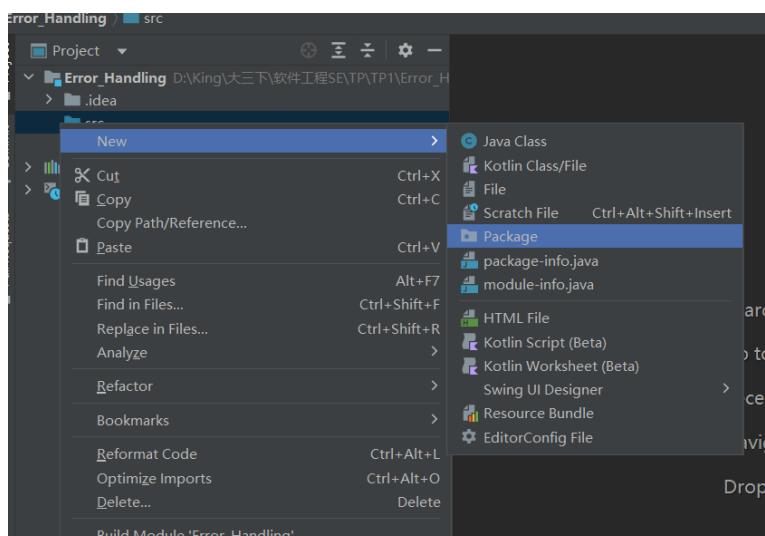 Error_Handling 〉 src
Project
Error_Handling D:\King\大三下\软件工程SE\TP\TP1\Error_H
.idea
src
New
Cut Ctrl+X
Copy Ctrl+C
Copy Path/Reference...
Paste Ctrl+V
Find Usages Alt+F7
Find in Files... Ctrl+Shift+F
Replace in Files... Ctrl+Shift+R
Analyze
Refactor
Bookmarks
Reformat Code Ctrl+Alt+L
Optimize Imports Ctrl+Alt+O
Delete... Delete
Build Module 'Error_Handling'
Java Class
Kotlin Class/File
File
Scratch File Ctrl+Alt+Shift+Insert
Package
package-info.java
module-info.java
HTML File
Kotlin Script (Beta)
Kotlin Worksheet (Beta)
Swing UI Designer
Resource Bundle
EditorConfig File
Drop